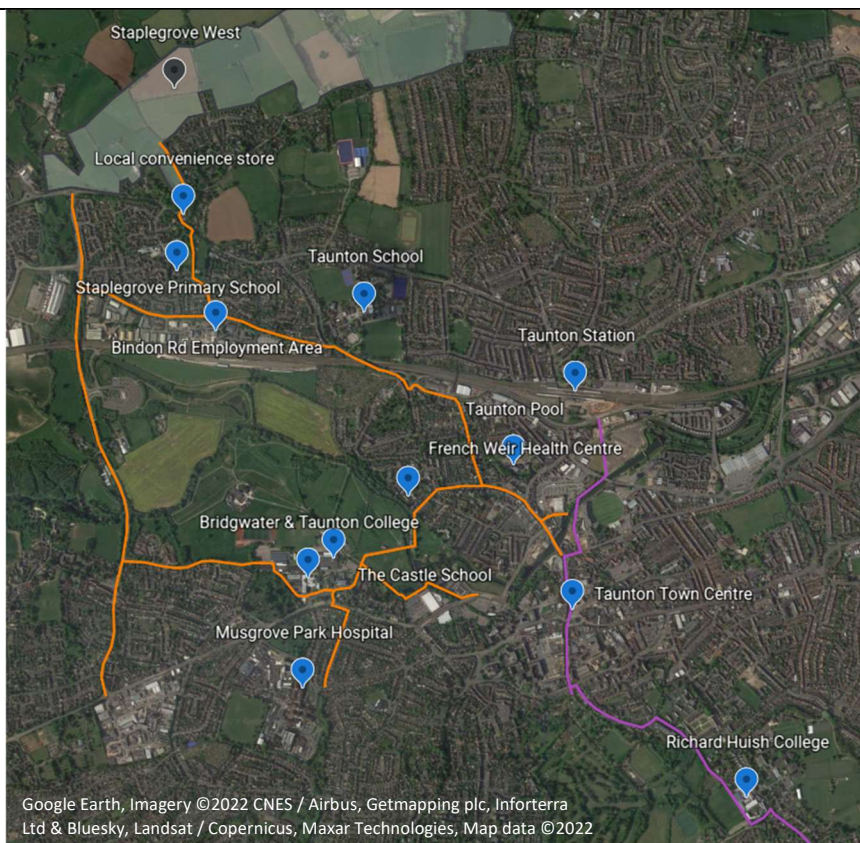 Staplegrove West
Local convenience store
Taunton School
Staplegrove Primary School
Taunton Station
Bindon Rd Employment Area
Taunton Pool
French Weir Health Centre
Bridgwater & Taunton College
The Castle School
Taunton Town Centre
Musgrove Park Hospital
Richard Huish College
Google Earth, Imagery ©2022 CNES / Airbus, Getmapping plc, Inforterra
Ltd & Bluesky, Landsat / Copernicus, Maxar Technologies, Map data ©2022